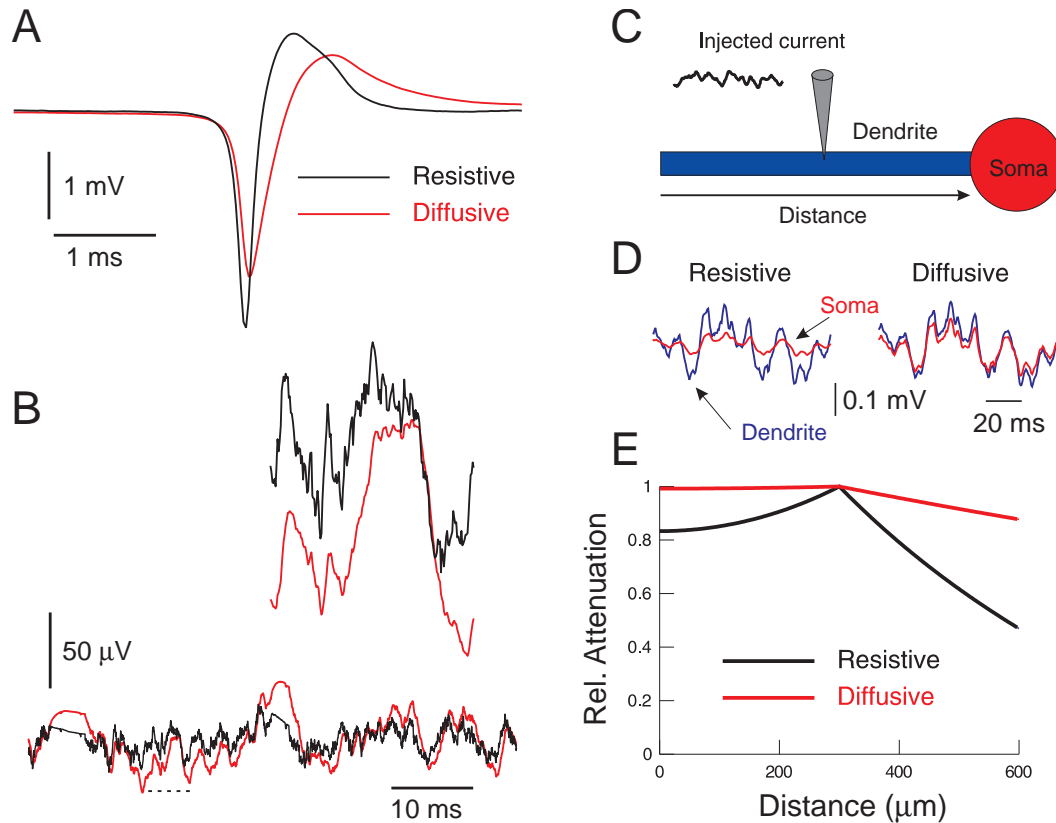 A
1 mV
1 ms
Resistive
Diffusive
B
50 μV
10 ms
C
Injected current
Dendrite
Soma
Distance
D
Resistive
Diffusive
Soma
Dendrite
0.1 mV
20 ms
E
Rel. Attenuation
1
0.8
0.6
0.4
0.2
0
Resistive
Diffusive
0
200
400
600
Distance (μm)